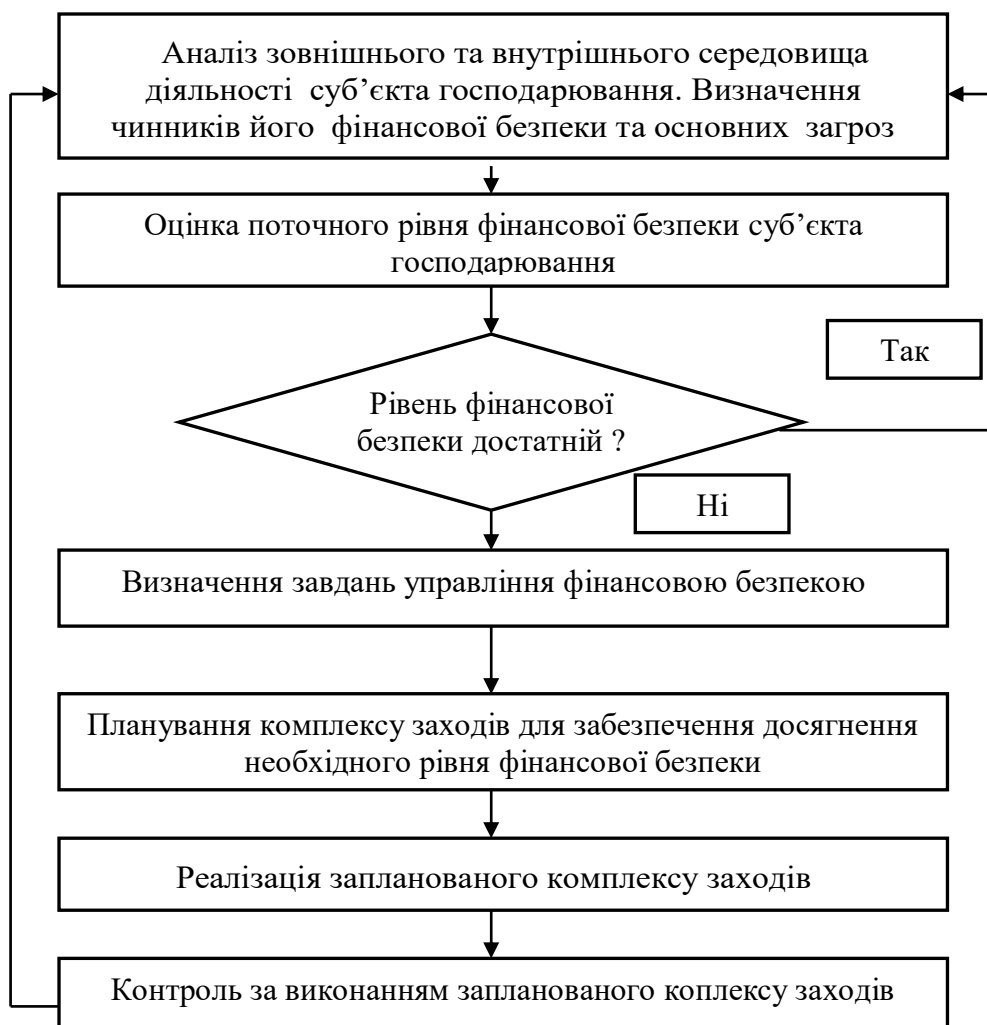 Аналіз зовнішнього та внутрішнього середовища
діяльності суб’єкта господарювання. Визначення
чинників його фінансової безпеки та основних загроз
Оцінка поточного рівня фінансової безпеки суб’єкта
господарювання
Так
Рівень фінансової
безпеки достатній ?
Ні
Визначення завдань управління фінансовою безпекою
Планування комплексу заходів для забезпечення досягнення
необхідного рівня фінансової безпеки
Реалізація запланованого комплексу заходів
Контроль за виконанням запланованого коплексу заходів